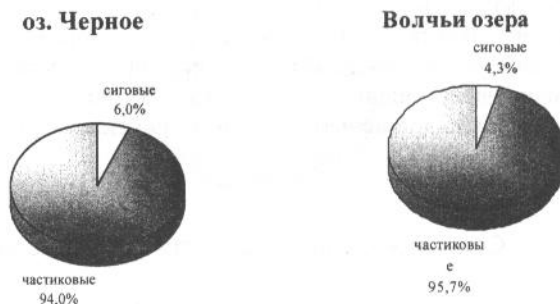 оз. Черное
сиговые
6,0%
частиковые
94.0%
Волчьи озера
сиговые
4,3%
частиковы
е
95,7%